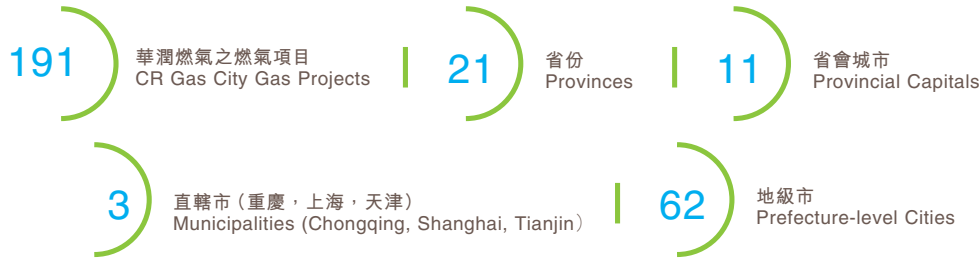 191
華潤燃氣之燃氣項目
CR Gas City Gas Projects
21
省份
Provinces
11
省會城市
Provincial Capitals
3
直轄市（重慶，上海，天津）
Municipalities (Chongqing, Shanghai, Tianjin）
62
地級市
Prefecture-level Cities